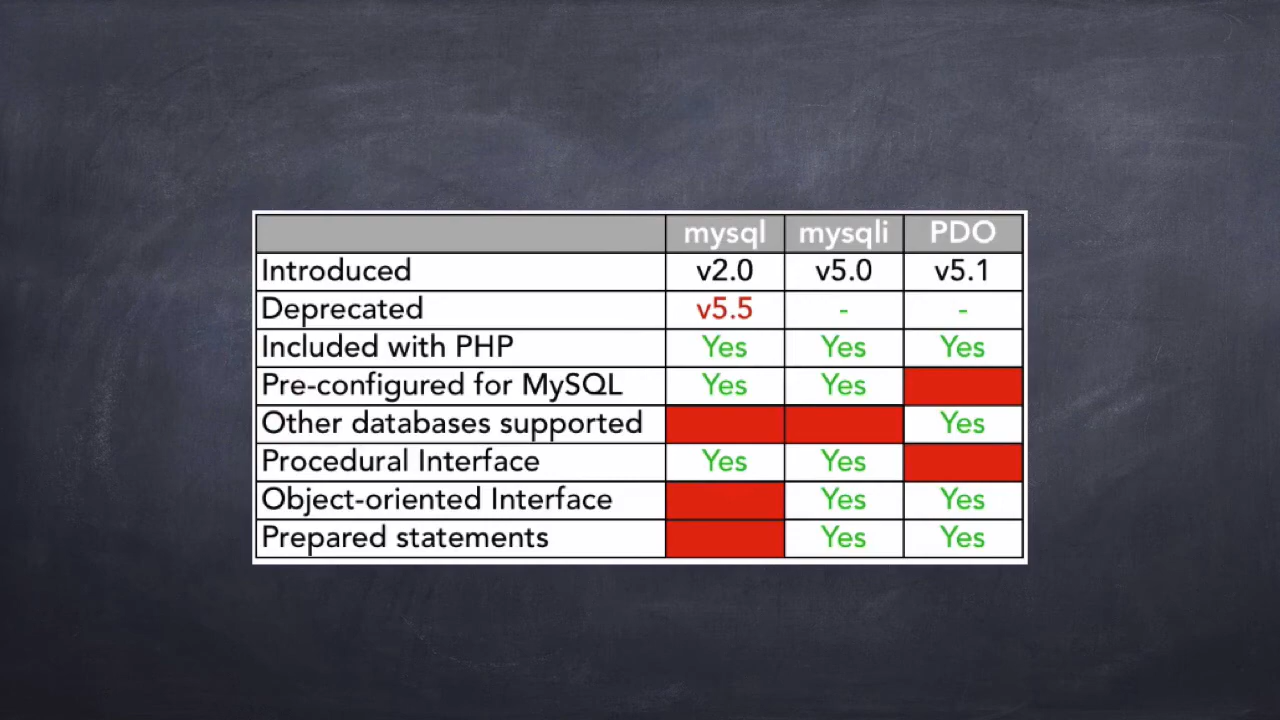 mysql mysqli PDO
Introduced v2.0 v5.0 v5.1
Deprecated v5.5 - -
Included with PHP Yes Yes Yes
Pre-configured for MySQL Yes Yes
Other databases supported Yes
Procedural Interface Yes Yes
Object-oriented Interface Yes Yes
Prepared statements Yes Yes